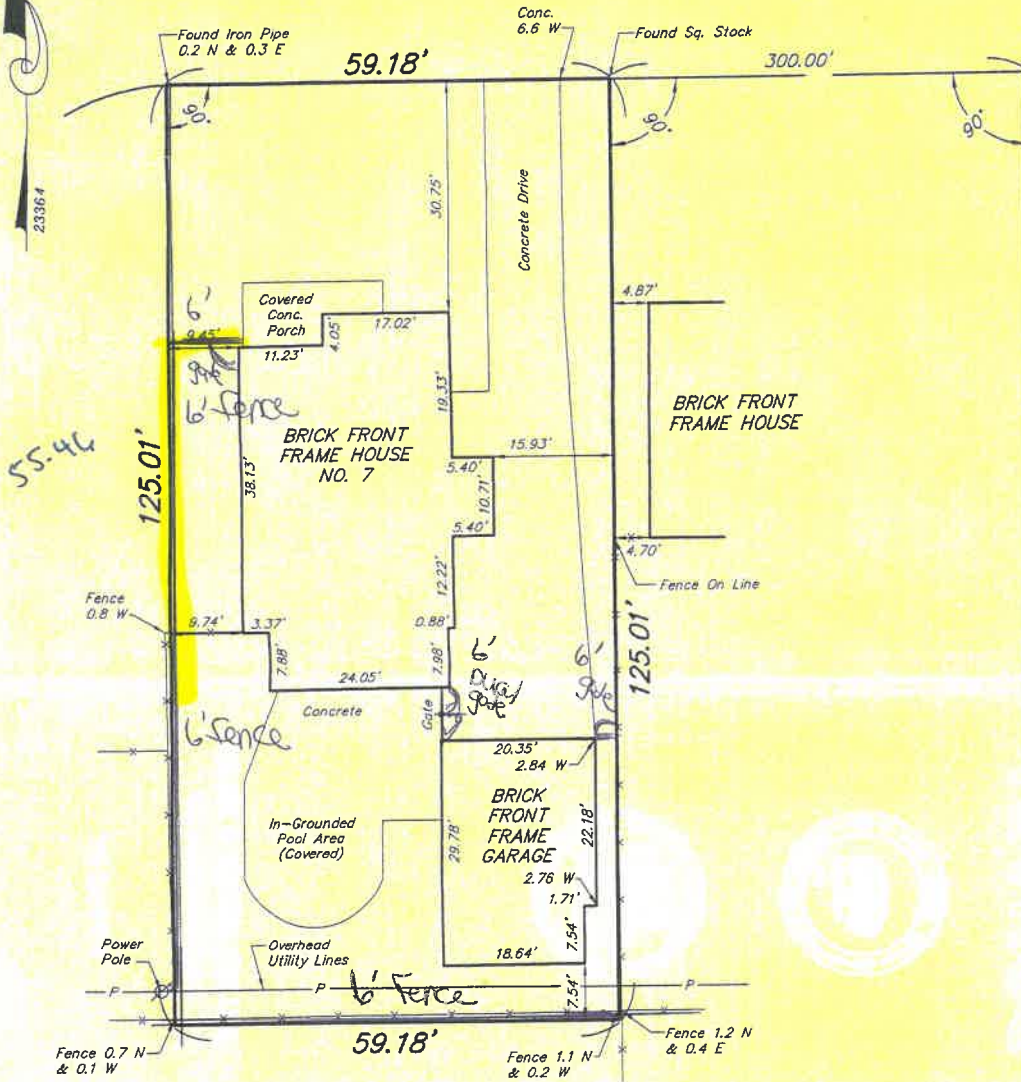 Found Iron Pipe
0.2 N & 0.3 E
59.18'
Conc.
6.6 W
Found Sq. Stock
300.00'
90°
90°
90°
23364
30.75'
Concrete Drive
4.87'
6'
9.45'
Covered
Conc.
Porch
4.05'
17.02'
11.23'
gate
6' Fence
19.33'
BRICK FRONT
FRAME HOUSE
NO. 7
BRICK FRONT
FRAME HOUSE
15.93'
55.46
125.01'
38.13'
5.40'
10.71'
5.40'
4.70'
Fence On Line
12.22'
Fence
0.8 W
9.74'
3.37'
0.88'
7.88'
7.98'
6'
gate
6'
gate
125.01'
24.05'
Concrete
Gate
6' Fence
20.35'
2.84 W
BRICK
FRONT
FRAME
GARAGE
22.18'
In-Grounded
Pool Area
(Covered)
29.78'
2.76 W
1.71'
7.54'
18.64'
Power
Pole
Overhead
Utility Lines
P
P
P
6' Fence
7.54'
59.18'
Fence 0.7 N
& 0.1 W
Fence 1.1 N
& 0.2 W
Fence 1.2 N
& 0.4 E